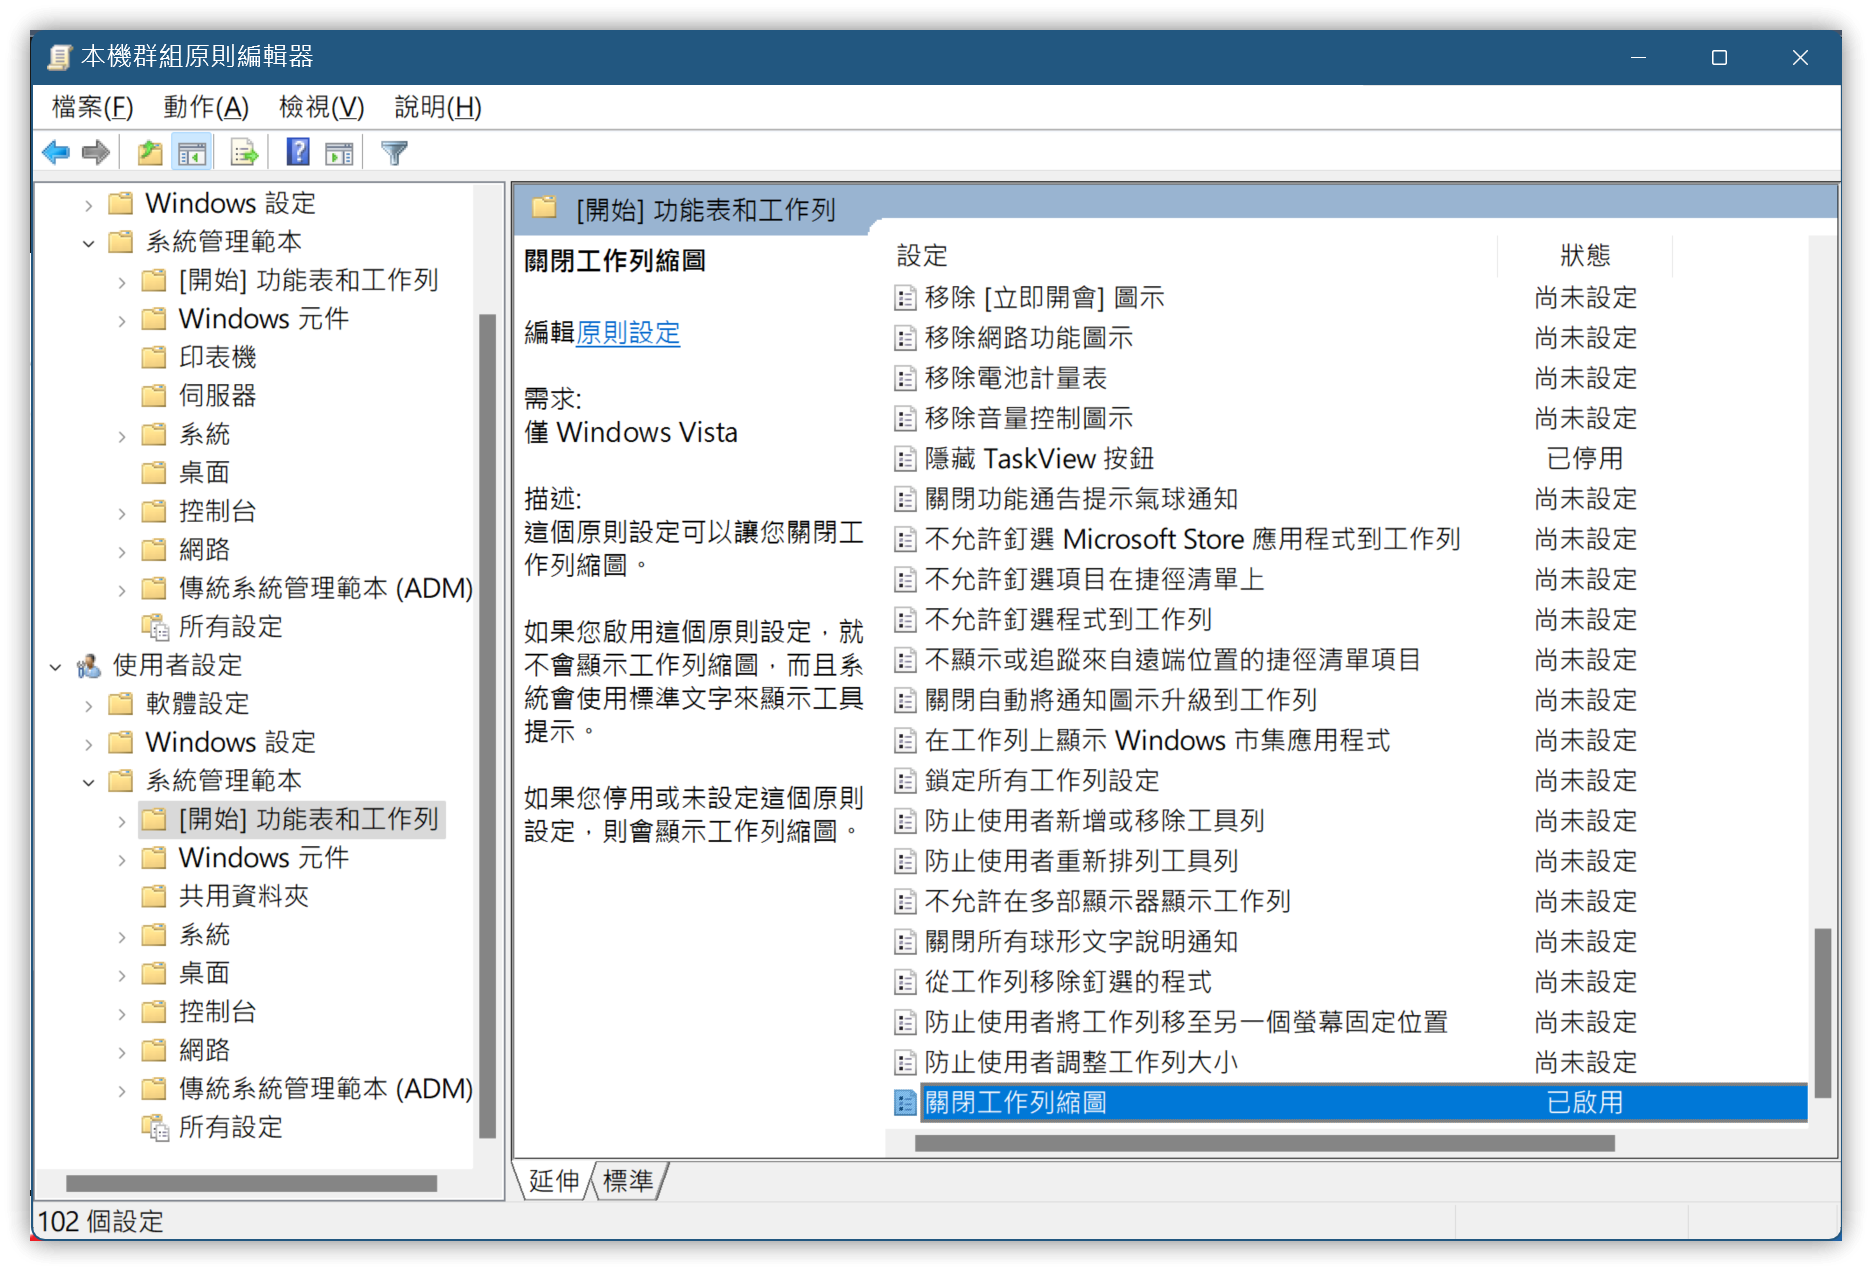 本機群組原則編輯器
檔案(F) 動作(A) 檢視(V) 說明(H)
Windows 設定
系統管理範本
[開始] 功能表和工作列
Windows 元件
印表機
伺服器
系統
桌面
控制台
網路
傳統系統管理範本 (ADM)
所有設定
使用者設定
軟體設定
Windows 設定
系統管理範本
[開始] 功能表和工作列
Windows 元件
共用資料夾
系統
桌面
控制台
網路
傳統系統管理範本 (ADM)
所有設定
[開始] 功能表和工作列
關閉工作列縮圖
編輯原則設定
需求:
僅 Windows Vista
描述:
這個原則設定可以讓您關閉工
作列縮圖。
如果您啟用這個原則設定，就
不會顯示工作列縮圖，而且系
統會使用標準文字來顯示工具
提示。
如果您停用或未設定這個原則
設定，則會顯示工作列縮圖。
設定 狀態
移除 [立即開會] 圖示 尚未設定
移除網路功能圖示 尚未設定
移除電池計量表 尚未設定
移除音量控制圖示 尚未設定
隱藏 TaskView 按鈕 已停用
關閉功能通告提示氣球通知 尚未設定
不允許釘選 Microsoft Store 應用程式到工作列 尚未設定
不允許釘選項目在捷徑清單上 尚未設定
不允許釘選程式到工作列 尚未設定
不顯示或追蹤來自遠端位置的捷徑清單項目 尚未設定
關閉自動將通知圖示升級到工作列 尚未設定
在工作列上顯示 Windows 市集應用程式 尚未設定
鎖定所有工作列設定 尚未設定
防止使用者新增或移除工具列 尚未設定
防止使用者重新排列工具列 尚未設定
不允許在多部顯示器顯示工作列 尚未設定
關閉所有球形文字說明通知 尚未設定
從工作列移除釘選的程式 尚未設定
防止使用者將工作列移至另一個螢幕固定位置 尚未設定
防止使用者調整工作列大小 尚未設定
關閉工作列縮圖 已啟用
延伸 標準
102 個設定